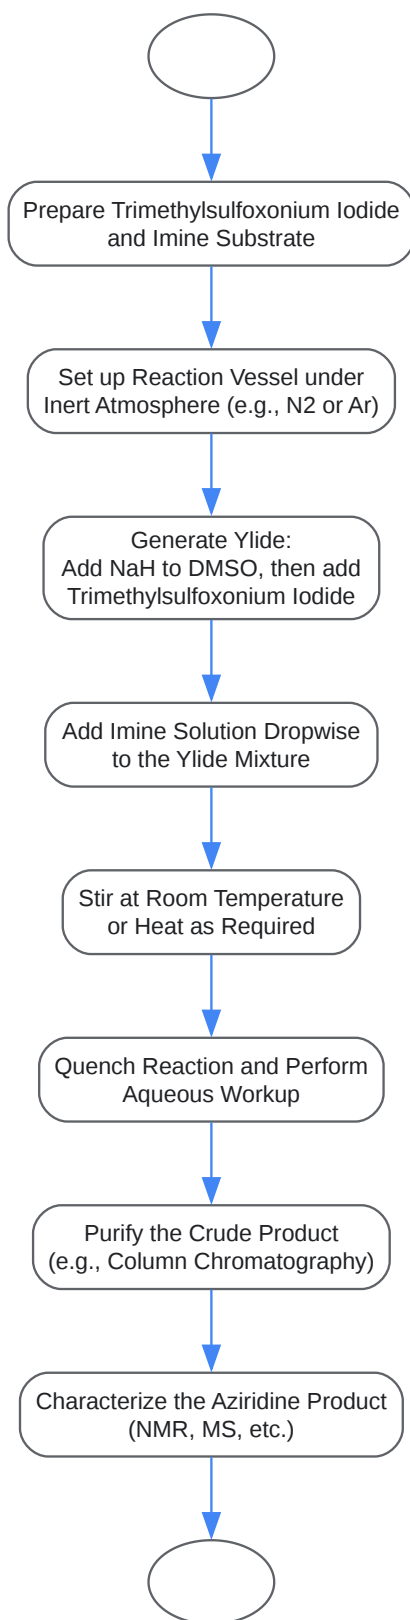 Prepare Trimethylsulfoxonium Iodide
and Imine Substrate
Set up Reaction Vessel under
Inert Atmosphere (e.g., N2 or Ar)
Generate Ylide:
Add NaH to DMSO, then add
Trimethylsulfoxonium Iodide
Add Imine Solution Dropwise
to the Ylide Mixture
Stir at Room Temperature
or Heat as Required
Quench Reaction and Perform
Aqueous Workup
Purify the Crude Product
(e.g., Column Chromatography)
Characterize the Aziridine Product
(NMR, MS, etc.)